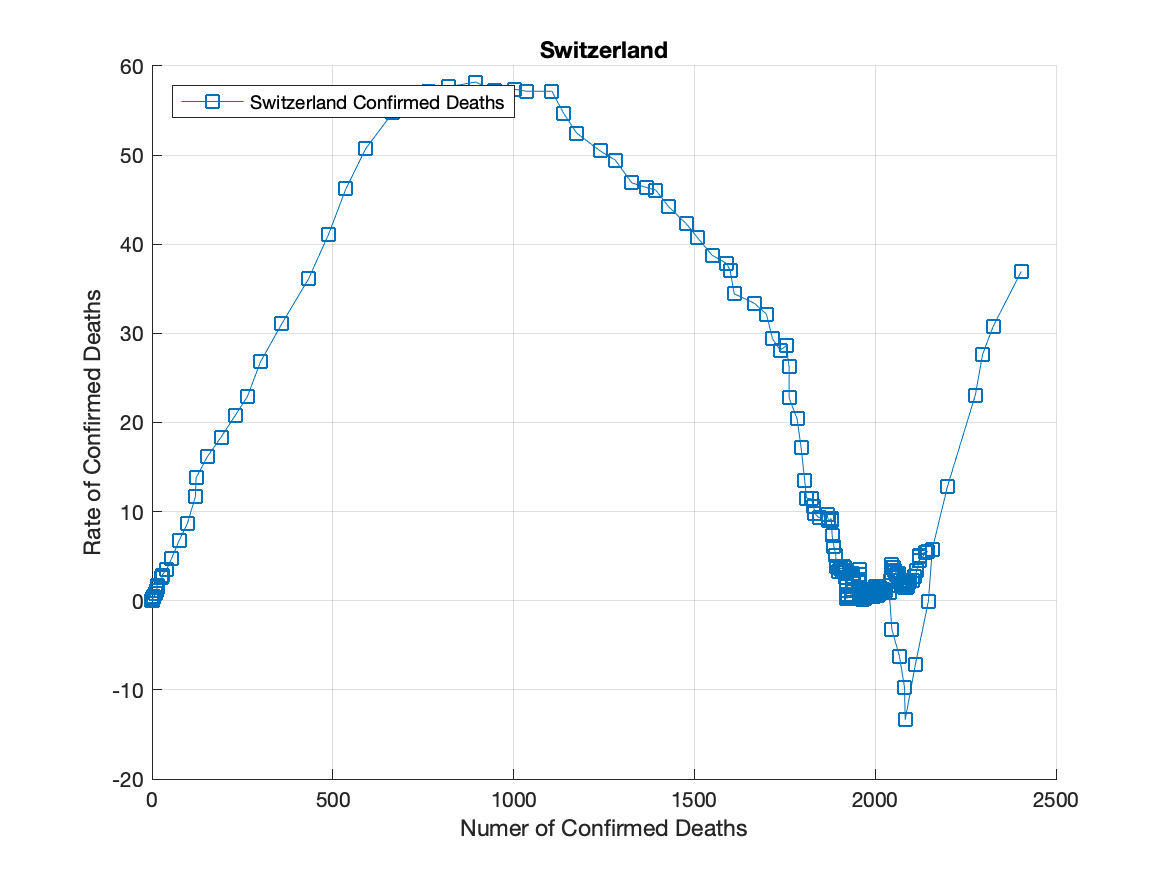 Switzerland
Switzerland Confirmed Deaths
60
50
40
30
20
10
0
-10
-20
Rate of Confirmed Deaths
0 500 1000 1500 2000 2500
Numer of Confirmed Deaths